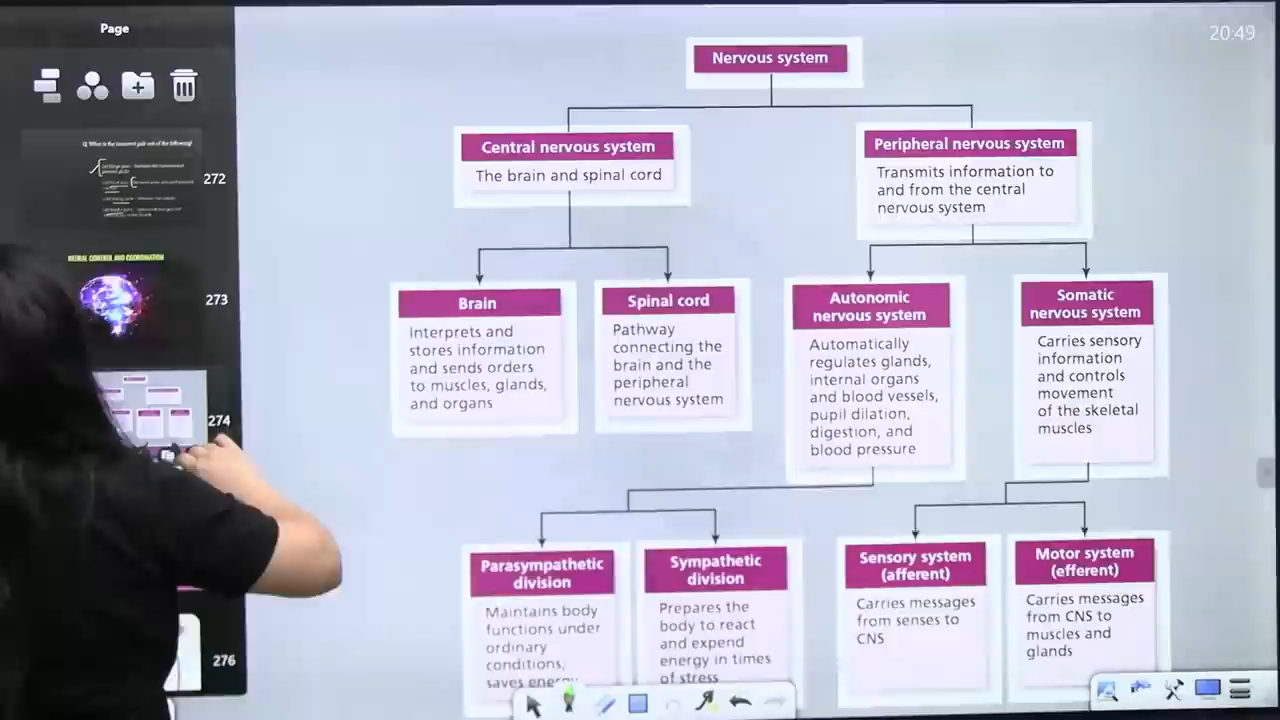 Page
20:49
272
273
274
276
NEURAL CONTROL AND COORDINATION
Nervous system
Central nervous system
The brain and spinal cord
Peripheral nervous system
Transmits information to
and from the central
nervous system
Brain
Interprets and
stores information
and sends orders
to muscles, glands,
and organs
Spinal cord
Pathway
connecting the
brain and the
peripheral
nervous system
Autonomic
nervous system
Automatically
regulates glands,
internal organs
and blood vessels,
pupil dilation,
digestion, and
blood pressure
Somatic
nervous system
Carries sensory
information
and controls
movement
of the skeletal
muscles
Parasympathetic
division
Maintains body
functions under
ordinary
conditions,
saves energy
Sympathetic
division
Prepares the
body to react
and expend
energy in times
of stress
Sensory system
(afferent)
Carries messages
from senses to
CNS
Motor system
(efferent)
Carries messages
from CNS to
muscles and
glands